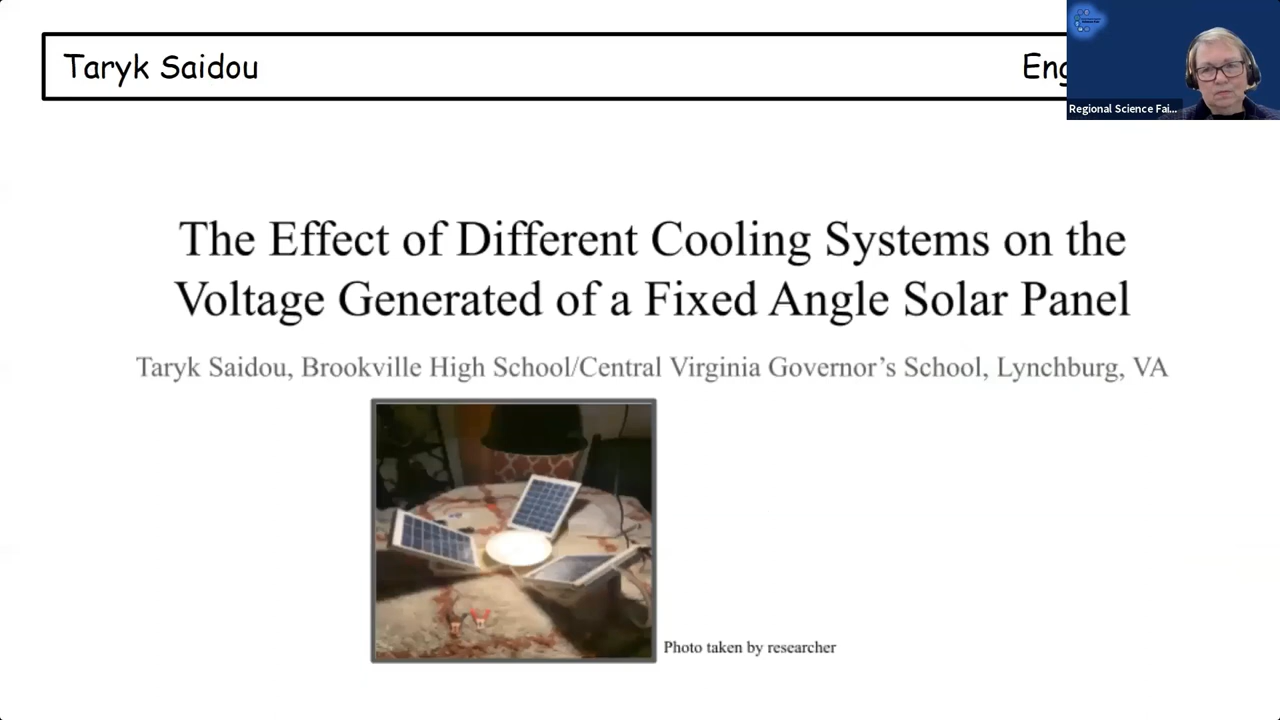 Taryk Saidou
Eng
Regional Science Fai...
The Effect of Different Cooling Systems on the
Voltage Generated of a Fixed Angle Solar Panel
Taryk Saidou, Brookville High School/Central Virginia Governor's School, Lynchburg, VA
Photo taken by researcher